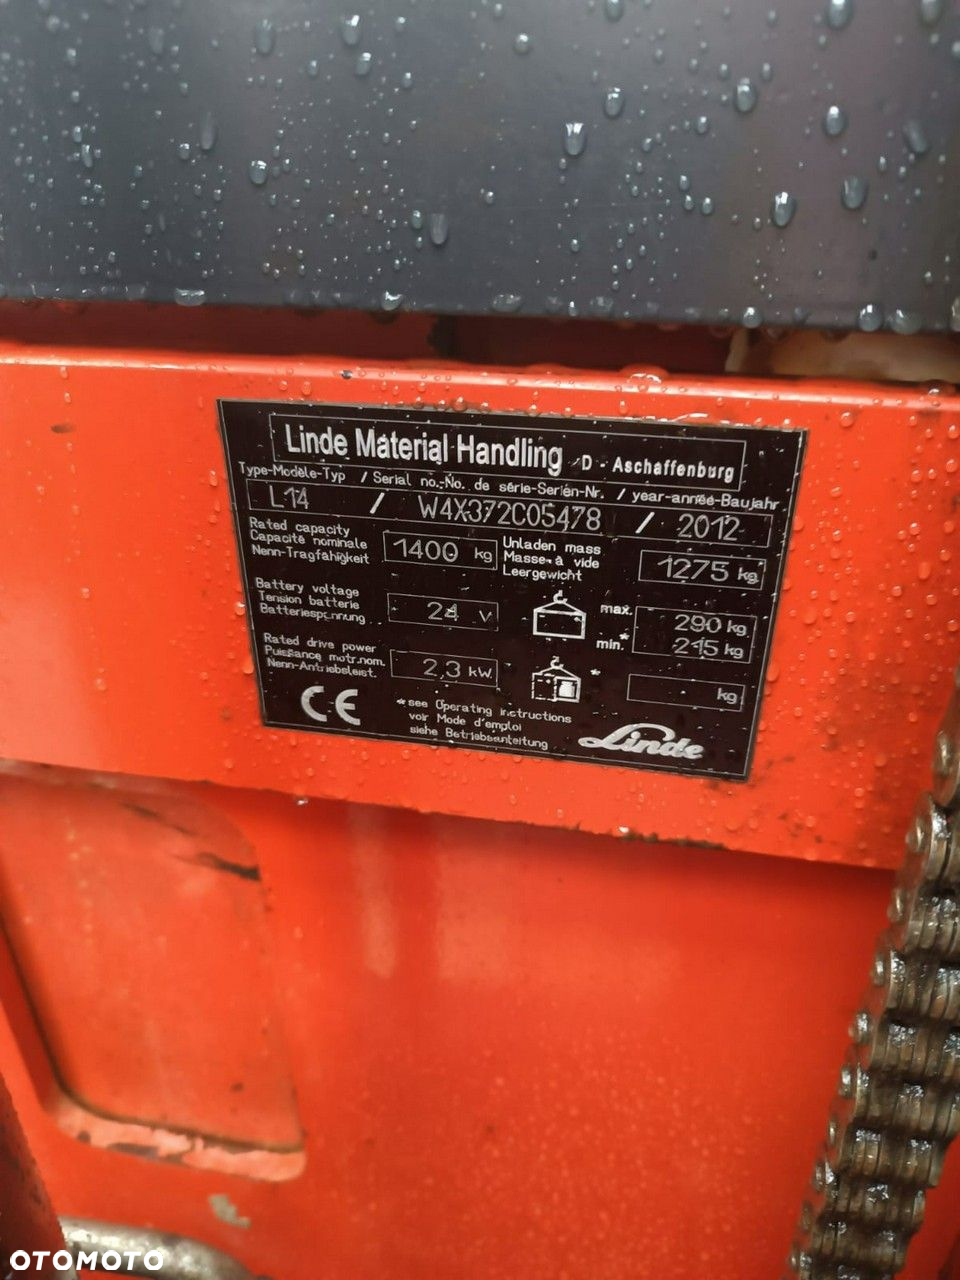 Linde Material Handling D - Aschaffenburg
Type-Modèle-Typ / Serial no.-No. de série-Serien-Nr. / year-année-Baujahr
L14 / W4X372C05478 / 2012
Rated capacity
Capacité nominale
Nenn-Tragfähigkeit
1400 kg
Unladen mass
Masse à vide
Leergewicht
1275 kg
Battery voltage
Tension batterie
Batteriespannung
24 V
max. 290 kg
min.* 215 kg
Rated drive power
Puissance motr.nom.
Nenn-Antriebsleist.
2,3 kW
* kg
CE
*see Operating instructions
voir Mode d'emploi
siehe Betriebsanleitung
Linde
OTOMOTO